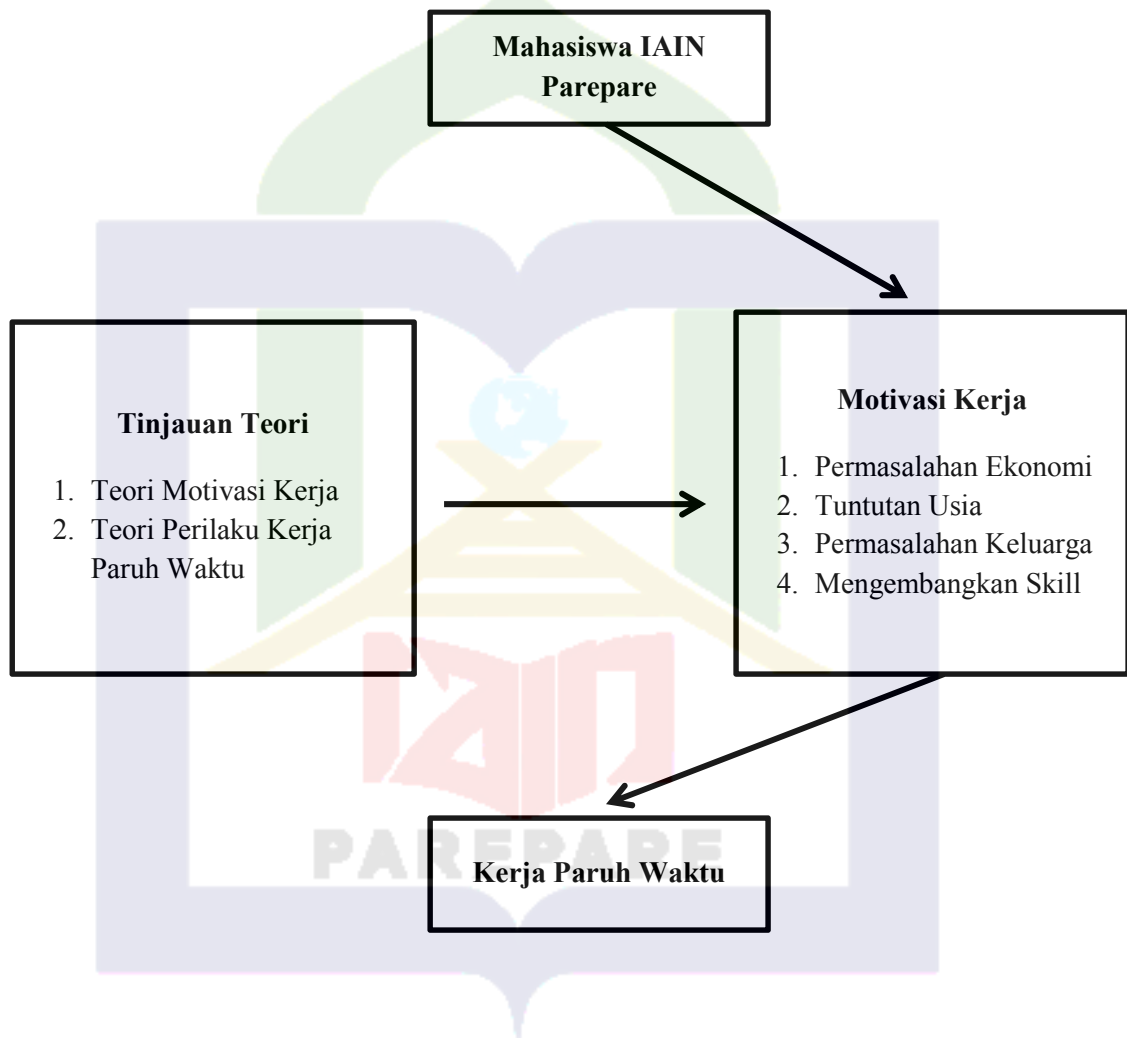 Mahasiswa IAIN
Parepare
Tinjauan Teori
1. Teori Motivasi Kerja
2. Teori Perilaku Kerja
Paruh Waktu
Motivasi Kerja
1. Permasalahan Ekonomi
2. Tuntutan Usia
3. Permasalahan Keluarga
4. Mengembangkan Skill
iain
PAREPARE
Kerja Paruh Waktu